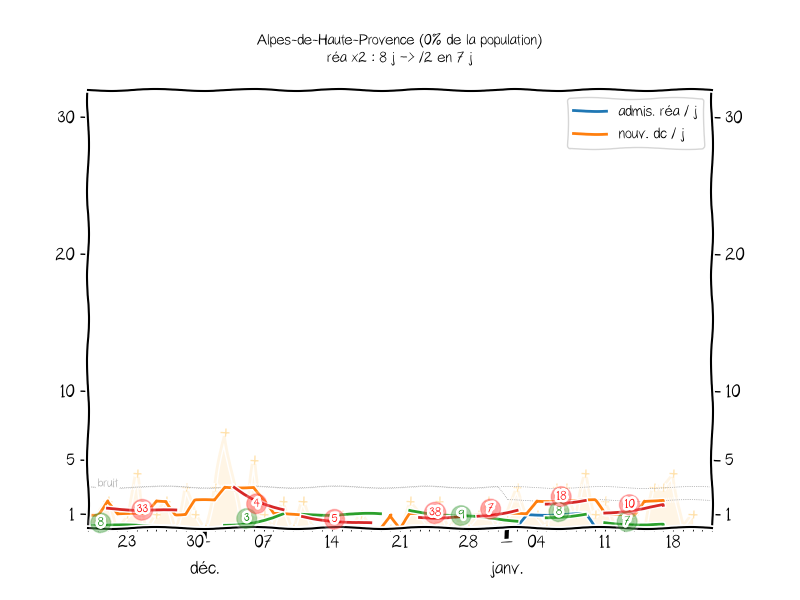 Alpes-de-Haute-Provence (0% de la population)
réa x2 : 8 j -> /2 en 7 j
admis. réa / j
nouv. dc / j
30 30
20 20
10 10
5 5
bruit
1 1
8 33 3 4 5 38 9 7 18 8 10 7
23 30 07 14 21 28 04 11 18
déc. janv.